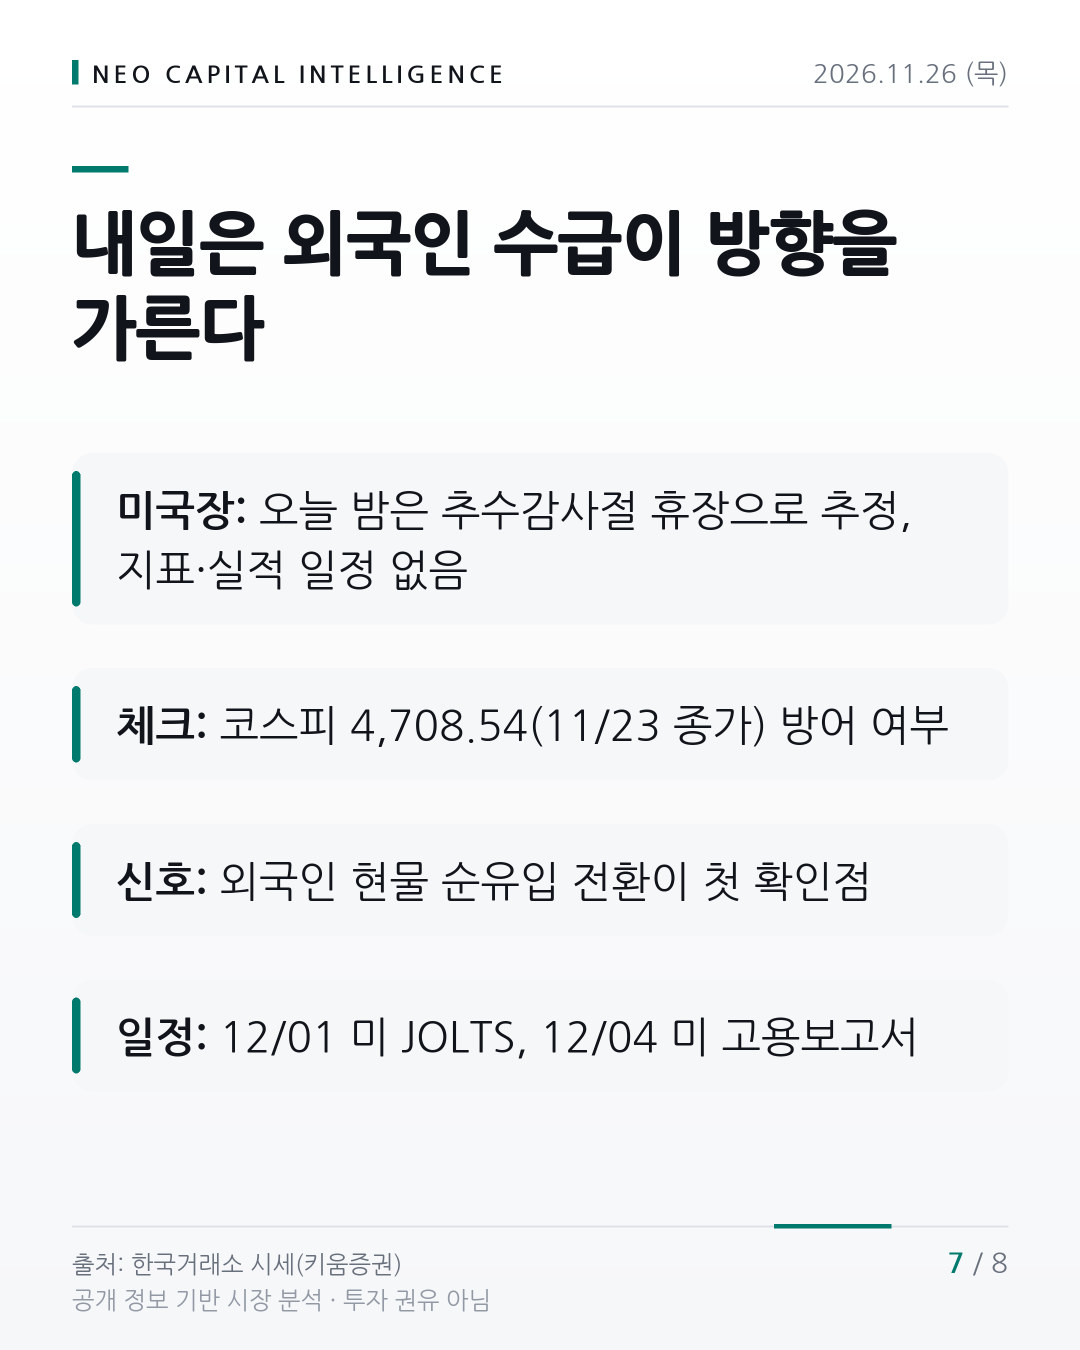 NEO CAPITAL INTELLIGENCE
2026.11.26 (목)
내일은 외국인 수급이 방향을
가른다
미국장: 오늘 밤은 추수감사절 휴장으로 추정,
지표·실적 일정 없음
체크: 코스피 4,708.54(11/23 종가) 방어 여부
신호: 외국인 현물 순유입 전환이 첫 확인점
일정: 12/01 미 JOLTS, 12/04 미 고용보고서
출처: 한국거래소 시세(키움증권)
7 / 8
공개 정보 기반 시장 분석 · 투자 권유 아님